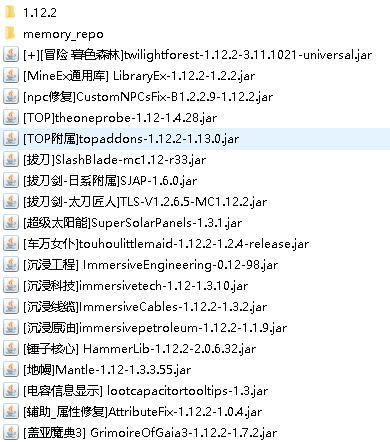 1.12.2
memory_repo
[+][冒险 暮色森林]twilightforest-1.12.2-3.11.1021-universal.jar
[MineEx通用库] LibraryEx-1.12.2-1.2.2.jar
[npc修复]CustomNPCsFix-B1.2.2.9-1.12.2.jar
[TOP]theoneprobe-1.12-1.4.28.jar
[TOP附属]topaddons-1.12.2-1.13.0.jar
[拔刀]SlashBlade-mc1.12-r33.jar
[拔刀剑-日系附属]SJAP-1.6.0.jar
[拔刀剑-太刀匠人]TLS-V1.2.6.5-MC1.12.2.jar
[超级太阳能]SuperSolarPanels-1.3.1.jar
[车万女仆]touhoulittlemaid-1.12.2-1.2.4-release.jar
[沉浸工程] ImmersiveEngineering-0.12-98.jar
[沉浸科技]immersivetech-1.12-1.3.10.jar
[沉浸线缆]ImmersiveCables-1.12.2-1.3.2.jar
[沉浸原油]immersivepetroleum-1.12.2-1.1.9.jar
[锤子核心] HammerLib-1.12.2-2.0.6.32.jar
[地幔]Mantle-1.12-1.3.3.55.jar
[电容信息显示] lootcapacitortooltips-1.3.jar
[辅助_属性修复]AttributeFix-1.12.2-1.0.4.jar
[盖亚魔典3] GrimoireOfGaia3-1.12.2-1.7.2.jar